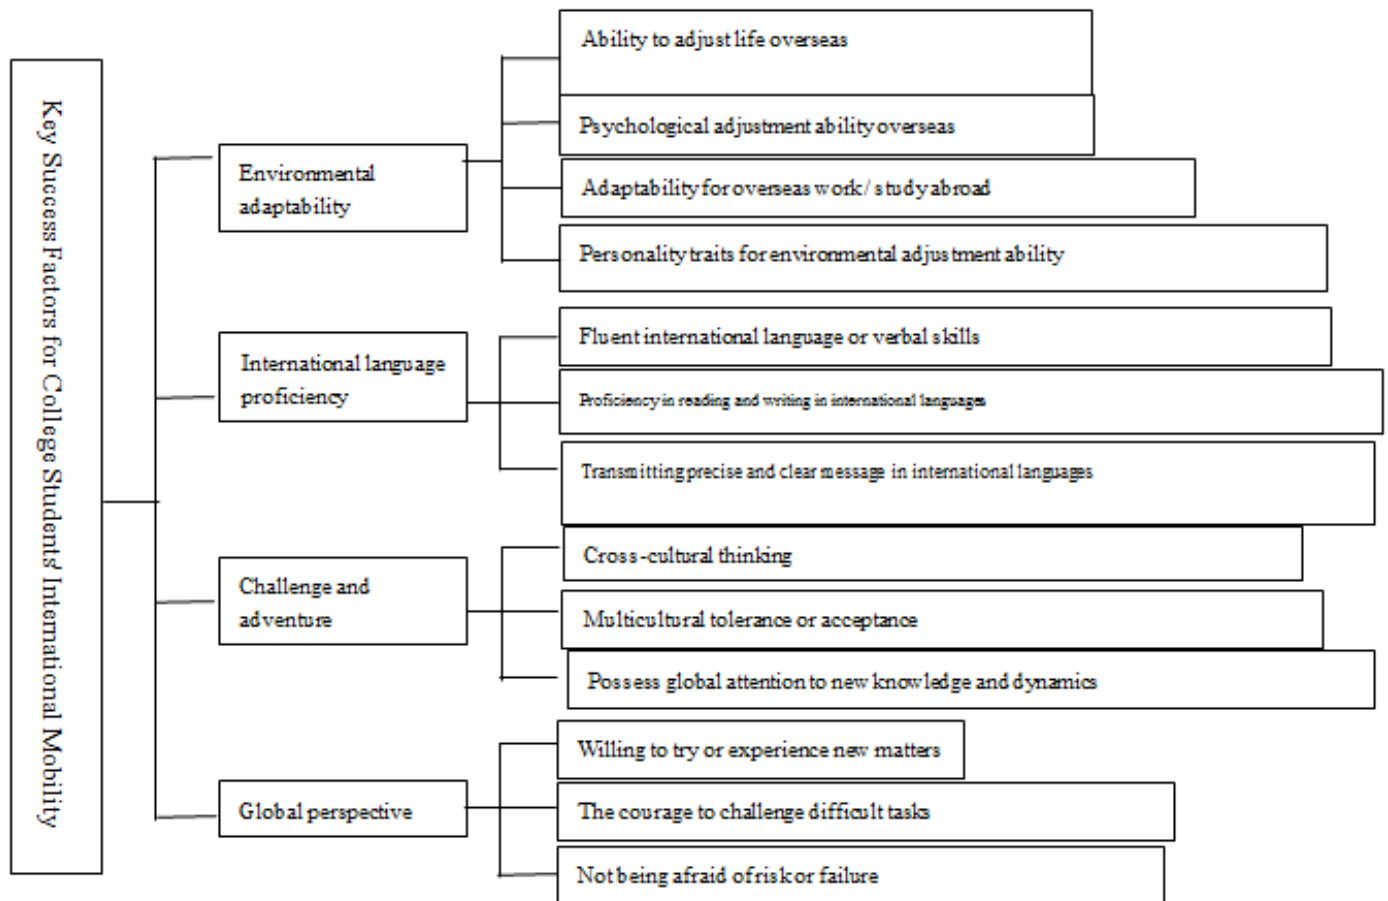 Key Success Factors for College Students' International Mobility
Environmental
adaptability
Ability to adjust life overseas
Psychological adjustment ability overseas
Adaptability for overseas work/ study abroad
Personality traits for environmental adjustment ability
International language
proficiency
Fluent international language or verbal skills
Proficiency in reading and writing in international languages
Transmitting precise and clear message in international languages
Challenge and
adventure
Cross-cultural thinking
Multicultural tolerance or acceptance
Possess global attention to new knowledge and dynamics
Global perspective
Willing to try or experience new matters
The courage to challenge difficult tasks
Not being afraid of risk or failure